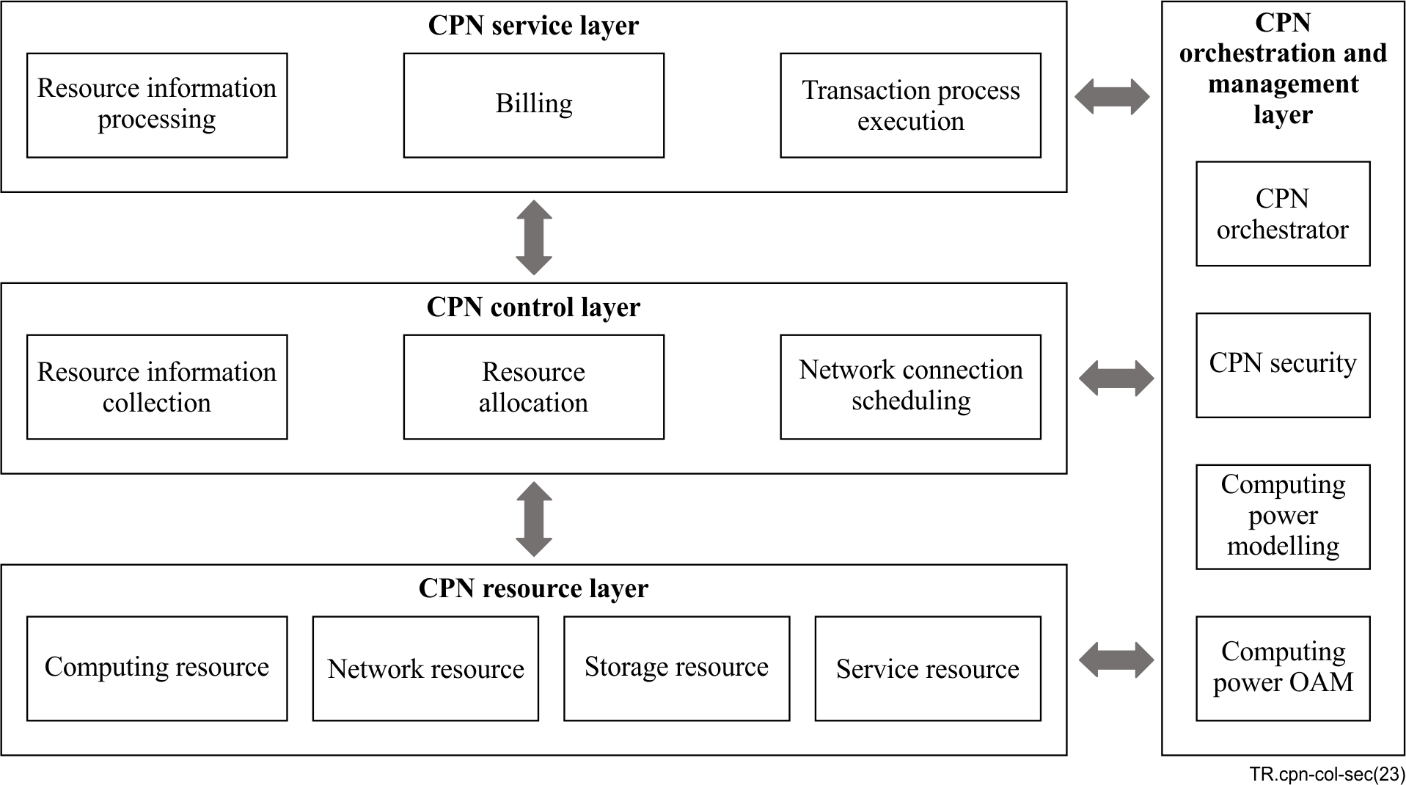 CPN service layer
Resource information
processing
Billing
Transaction process
execution
CPN control layer
Resource information
collection
Resource
allocation
Network connection
scheduling
CPN resource layer
Computing resource
Network resource
Storage resource
Service resource
CPN
orchestration and
management
layer
CPN
orchestrator
CPN security
Computing
power
modelling
Computing
power OAM
TR.cpn-col-sec(23)